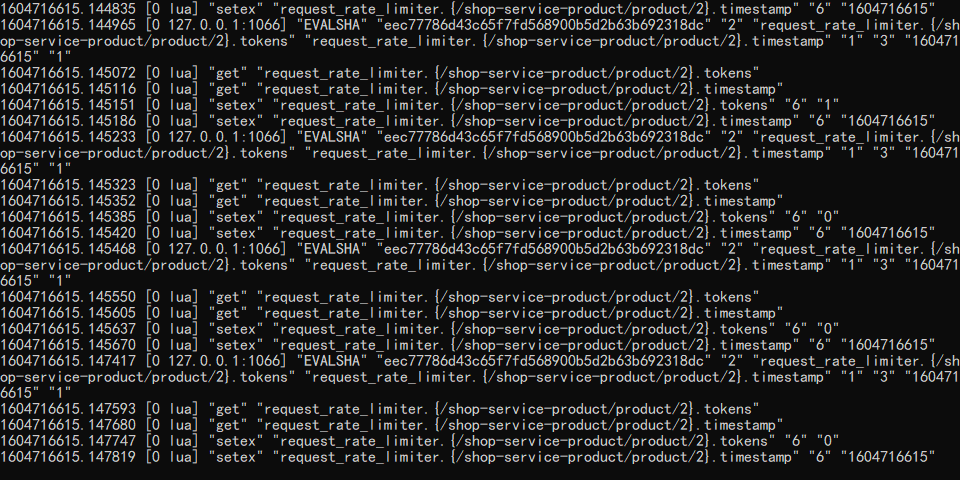 1604716615.144835 [0 lua] "setex" "request_rate_limiter.{/shop-service-product/product/2}.timestamp" "6" "1604716615"
1604716615.144965 [0 127.0.0.1:1066] "EVALSHA" "eec77786d43c65f7fd568900b5d2b63b692318dc" "2" "request_rate_limiter.{/sh
op-service-product/product/2}.tokens" "request_rate_limiter.{/shop-service-product/product/2}.timestamp" "1" "3" "160471
6615" "1"
1604716615.145072 [0 lua] "get" "request_rate_limiter.{/shop-service-product/product/2}.tokens"
1604716615.145116 [0 lua] "get" "request_rate_limiter.{/shop-service-product/product/2}.timestamp"
1604716615.145151 [0 lua] "setex" "request_rate_limiter.{/shop-service-product/product/2}.tokens" "6" "1"
1604716615.145186 [0 lua] "setex" "request_rate_limiter.{/shop-service-product/product/2}.timestamp" "6" "1604716615"
1604716615.145233 [0 127.0.0.1:1066] "EVALSHA" "eec77786d43c65f7fd568900b5d2b63b692318dc" "2" "request_rate_limiter.{/sh
op-service-product/product/2}.tokens" "request_rate_limiter.{/shop-service-product/product/2}.timestamp" "1" "3" "160471
6615" "1"
1604716615.145323 [0 lua] "get" "request_rate_limiter.{/shop-service-product/product/2}.tokens"
1604716615.145352 [0 lua] "get" "request_rate_limiter.{/shop-service-product/product/2}.timestamp"
1604716615.145385 [0 lua] "setex" "request_rate_limiter.{/shop-service-product/product/2}.tokens" "6" "0"
1604716615.145420 [0 lua] "setex" "request_rate_limiter.{/shop-service-product/product/2}.timestamp" "6" "1604716615"
1604716615.145468 [0 127.0.0.1:1066] "EVALSHA" "eec77786d43c65f7fd568900b5d2b63b692318dc" "2" "request_rate_limiter.{/sh
op-service-product/product/2}.tokens" "request_rate_limiter.{/shop-service-product/product/2}.timestamp" "1" "3" "160471
6615" "1"
1604716615.145550 [0 lua] "get" "request_rate_limiter.{/shop-service-product/product/2}.tokens"
1604716615.145605 [0 lua] "get" "request_rate_limiter.{/shop-service-product/product/2}.timestamp"
1604716615.145637 [0 lua] "setex" "request_rate_limiter.{/shop-service-product/product/2}.tokens" "6" "0"
1604716615.145670 [0 lua] "setex" "request_rate_limiter.{/shop-service-product/product/2}.timestamp" "6" "1604716615"
1604716615.147417 [0 127.0.0.1:1066] "EVALSHA" "eec77786d43c65f7fd568900b5d2b63b692318dc" "2" "request_rate_limiter.{/sh
op-service-product/product/2}.tokens" "request_rate_limiter.{/shop-service-product/product/2}.timestamp" "1" "3" "160471
6615" "1"
1604716615.147593 [0 lua] "get" "request_rate_limiter.{/shop-service-product/product/2}.tokens"
1604716615.147680 [0 lua] "get" "request_rate_limiter.{/shop-service-product/product/2}.timestamp"
1604716615.147747 [0 lua] "setex" "request_rate_limiter.{/shop-service-product/product/2}.tokens" "6" "0"
1604716615.147819 [0 lua] "setex" "request_rate_limiter.{/shop-service-product/product/2}.timestamp" "6" "1604716615"